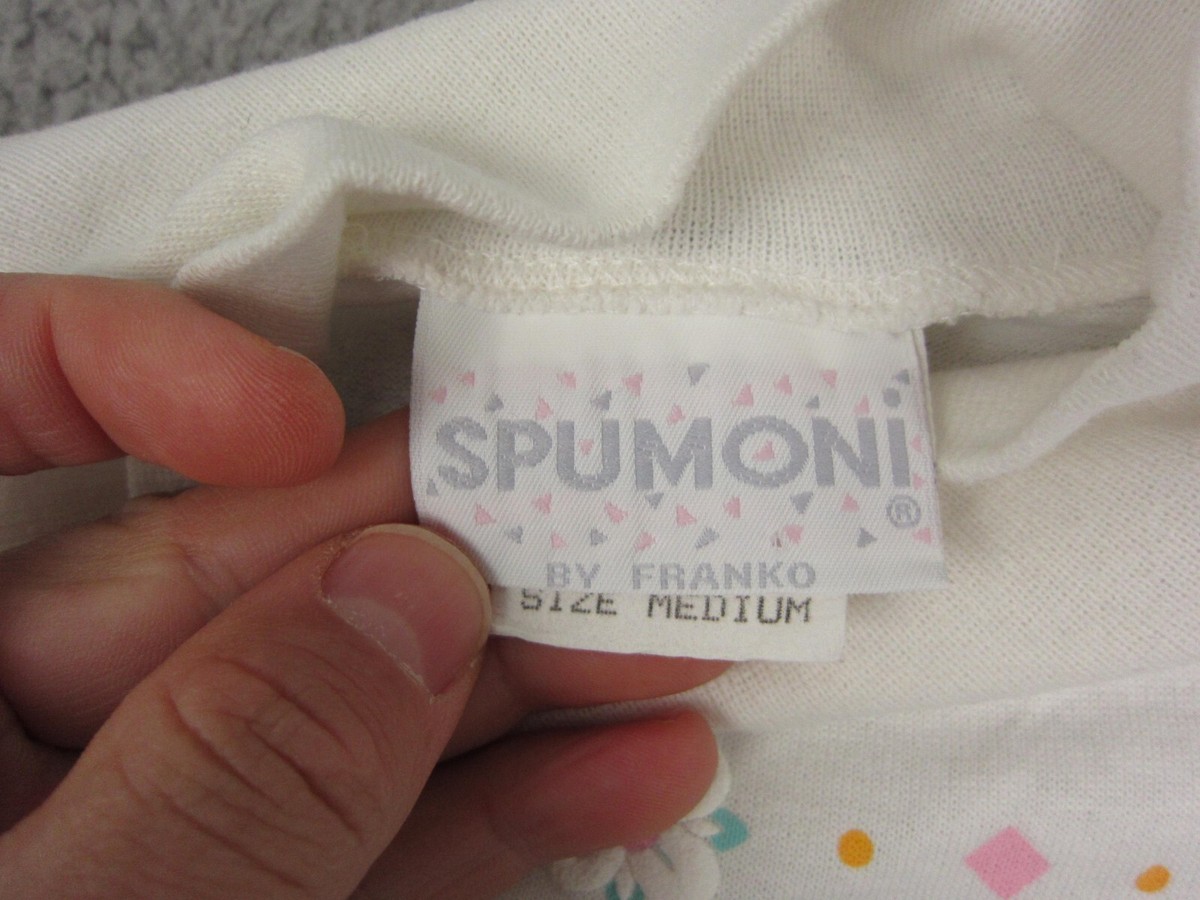 SPUMONi
®
BY FRANKO
SIZE MEDIUM